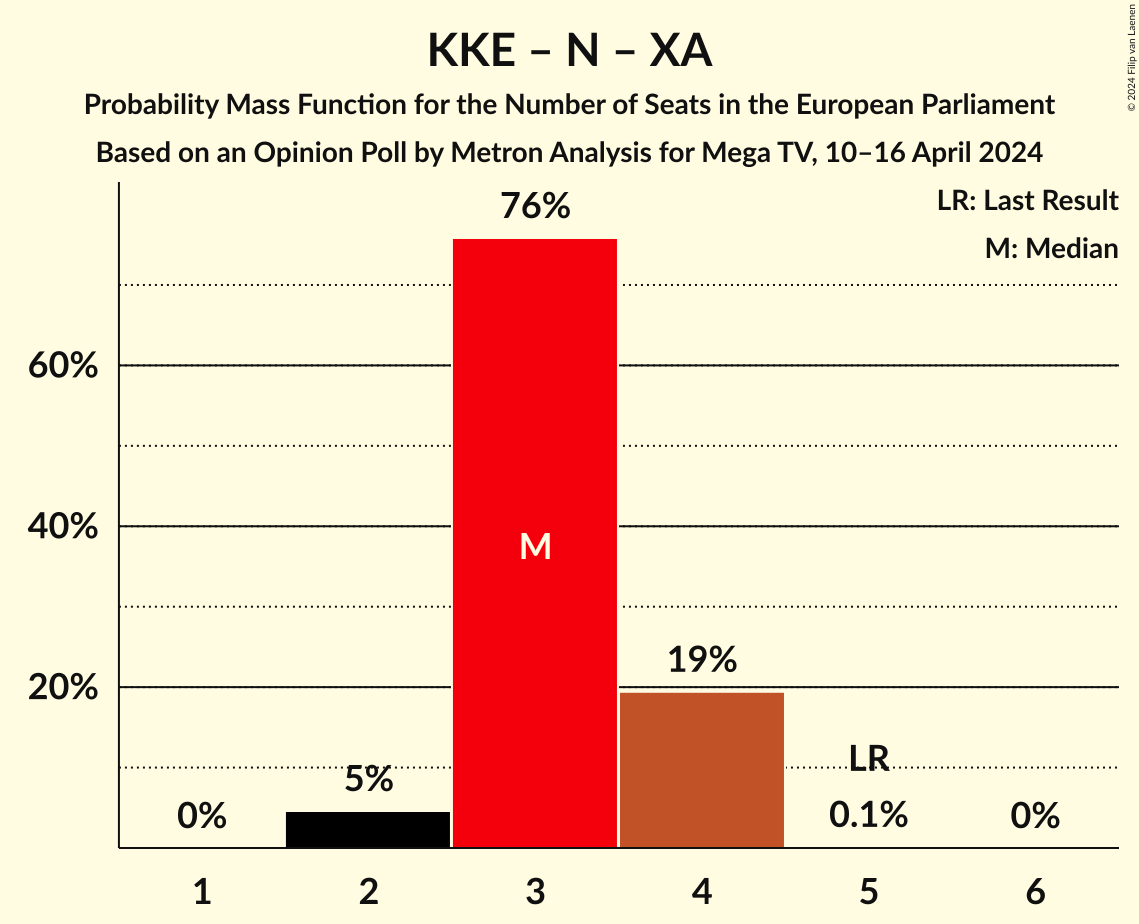 KKE – N – XA
Probability Mass Function for the Number of Seats in the European Parliament
Based on an Opinion Poll by Metron Analysis for Mega TV, 10–16 April 2024
© 2024 Filip van Laenen
LR: Last Result
M: Median
76%
60%
M
40%
19%
20%
LR
5%
0%
0.1%
0%
1 2 3 4 5 6